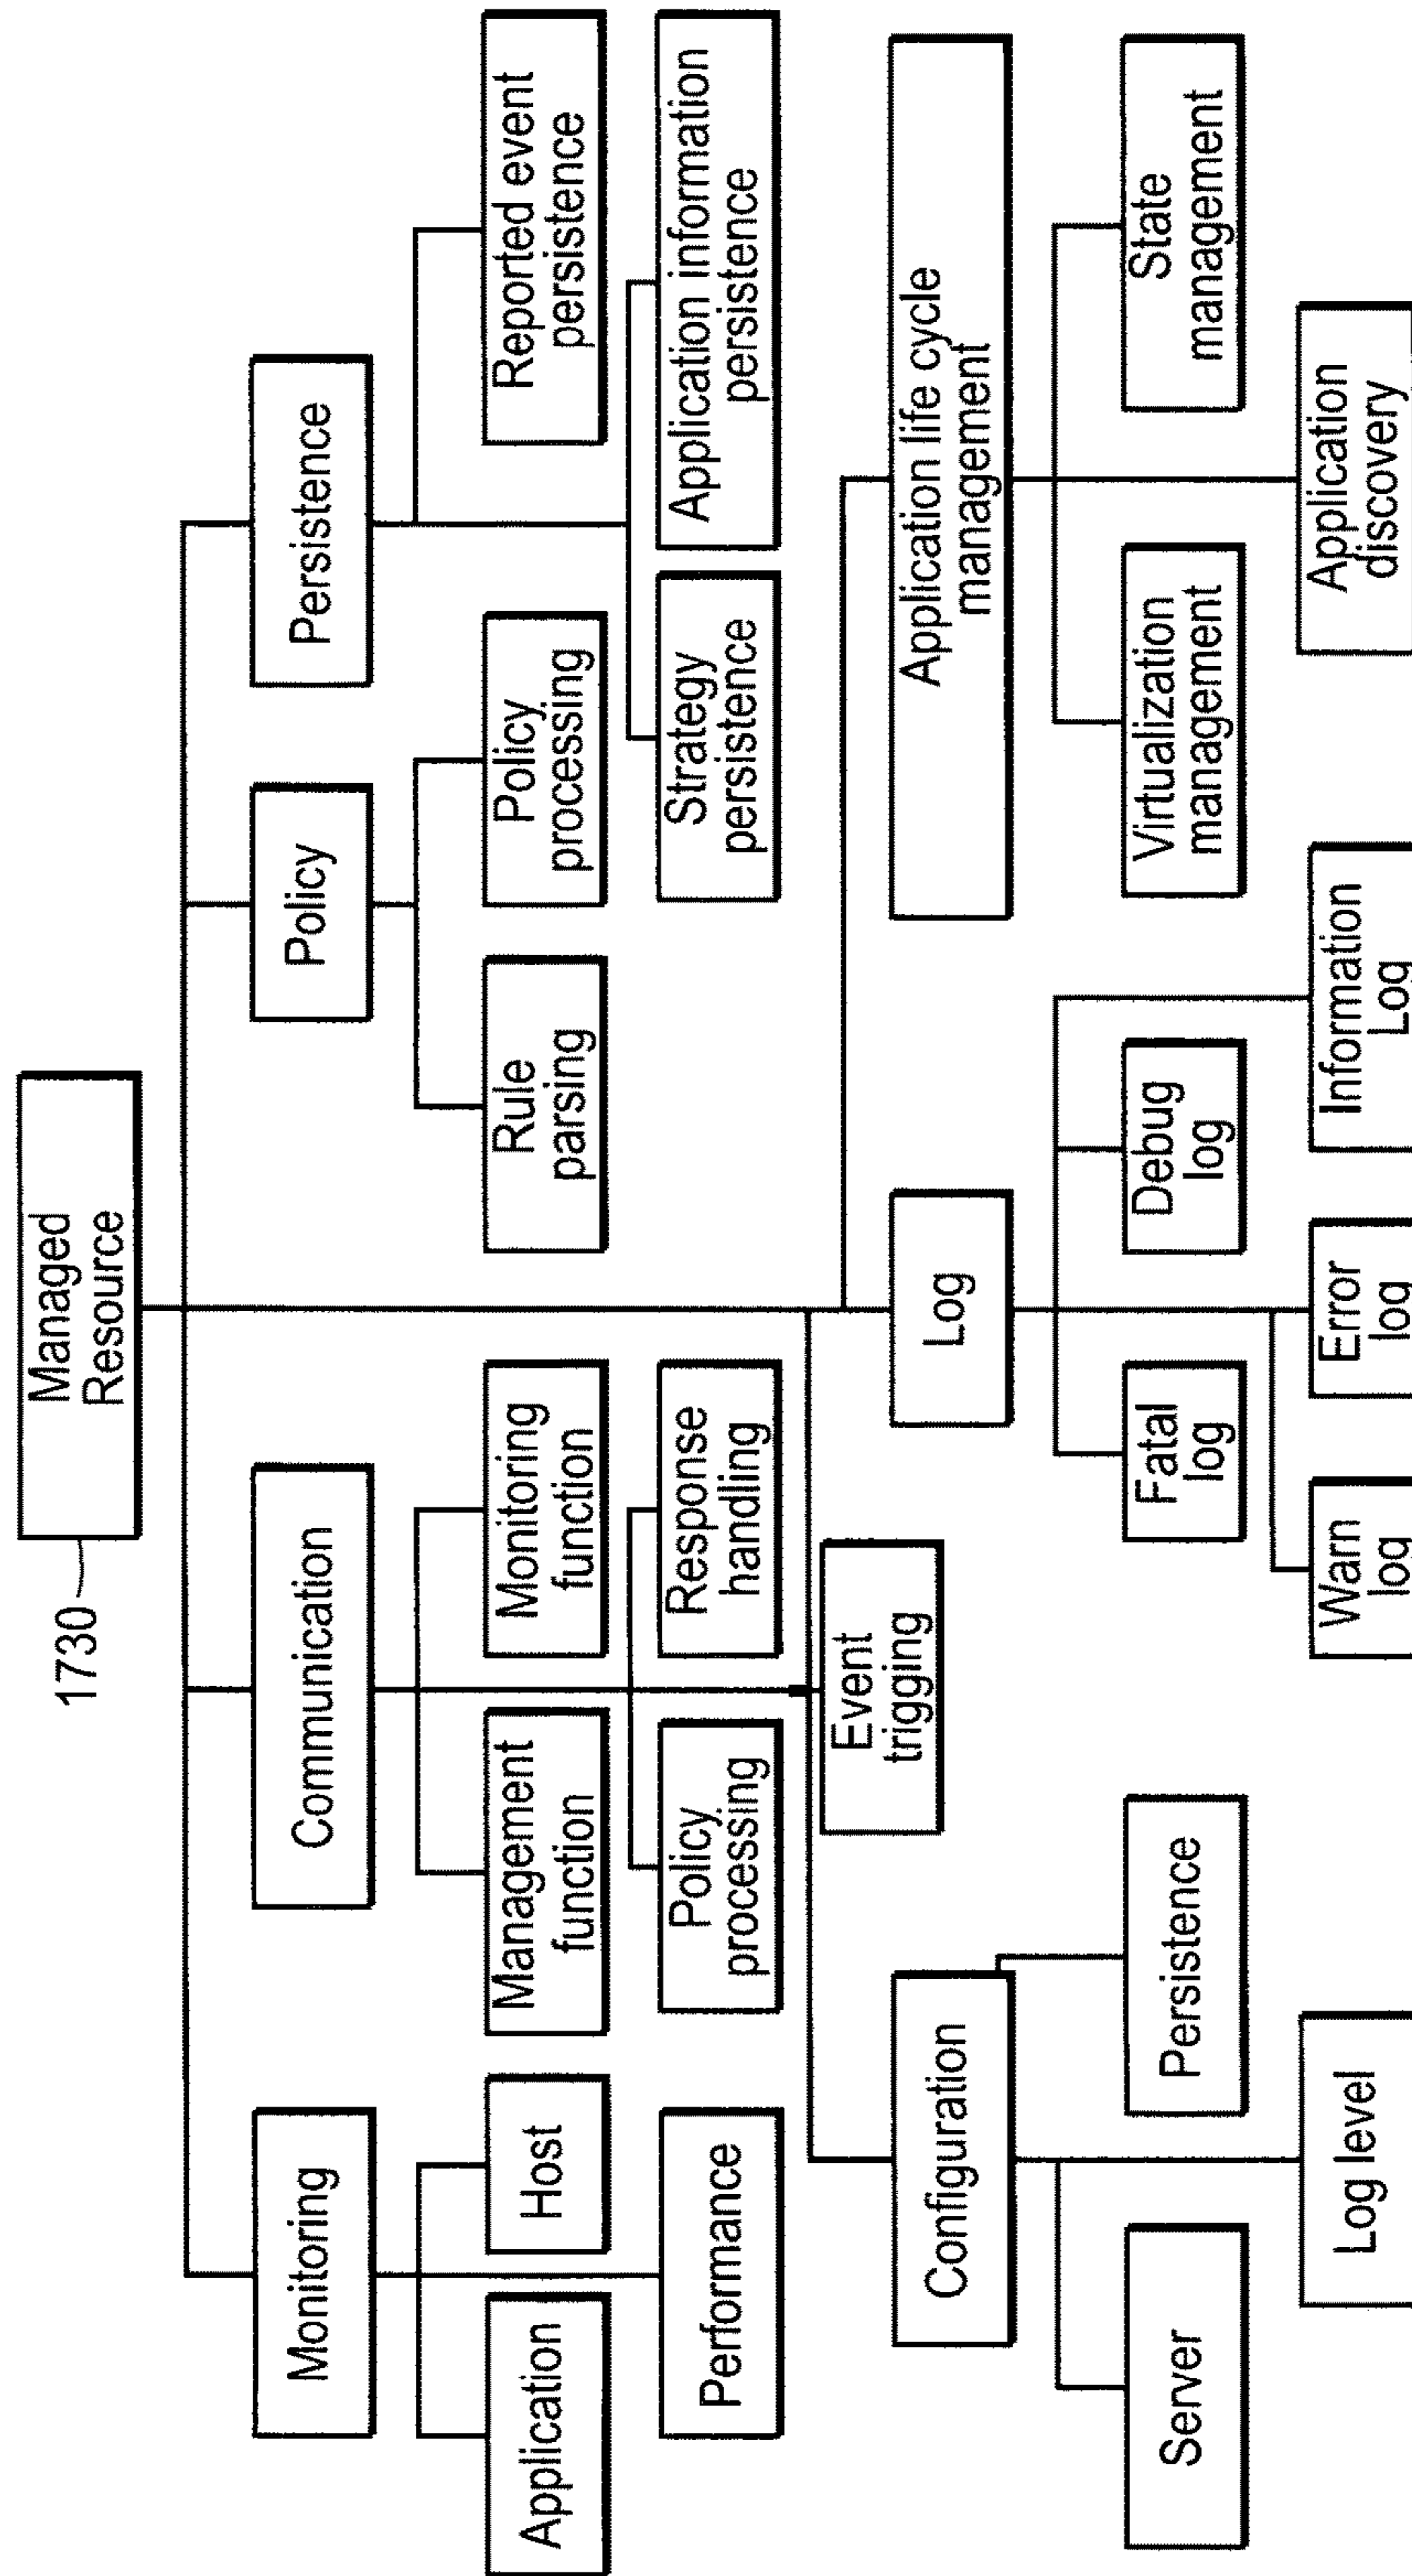 Managed
Resource
1730
Monitoring
Communication
Policy
Persistence
Application
Host
Management
function
Monitoring
function
Rule
parsing
Policy
processing
Reported event
persistence
Performance
Policy
processing
Response
handling
Strategy
persistence
Application information
persistence
Event
trigging
Configuration
Log
Application life cycle
management
Server
Persistence
Fatal
log
Debug
log
Virtualization
management
State
management
Log level
Warn
log
Error
log
Information
Log
Application
discovery